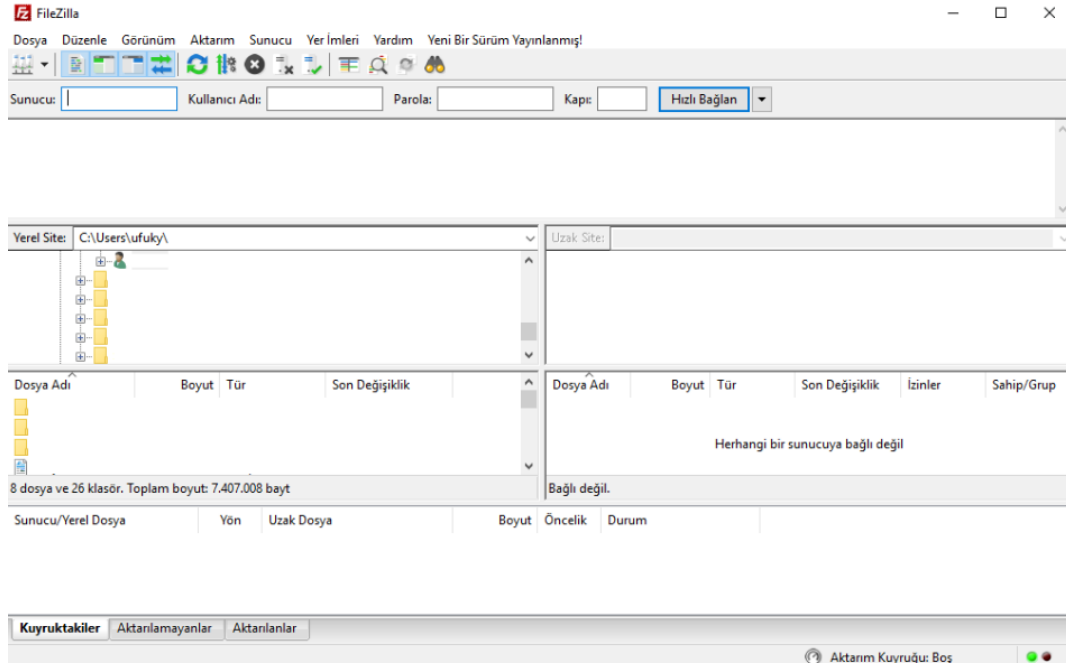 FileZilla
Dosya Düzenle Görünüm Aktarım Sunucu Yer İmleri Yardım Yeni Bir Sürüm Yayınlanmış!
Sunucu: Kullanıcı Adı: Parola: Kapı: Hızlı Bağlan
Yerel Site: C:\Users\ufuky\ Uzak Site:
Dosya Adı Boyut Tür Son Değişiklik Dosya Adı Boyut Tür Son Değişiklik İzinler Sahip/Grup
Herhangi bir sunucuya bağlı değil
8 dosya ve 26 klasör. Toplam boyut: 7.407.008 bayt Bağlı değil.
Sunucu/Yerel Dosya Yön Uzak Dosya Boyut Öncelik Durum
Kuyruktakiler Aktarılamayanlar Aktarılanlar
Aktarım Kuyruğu: Boş